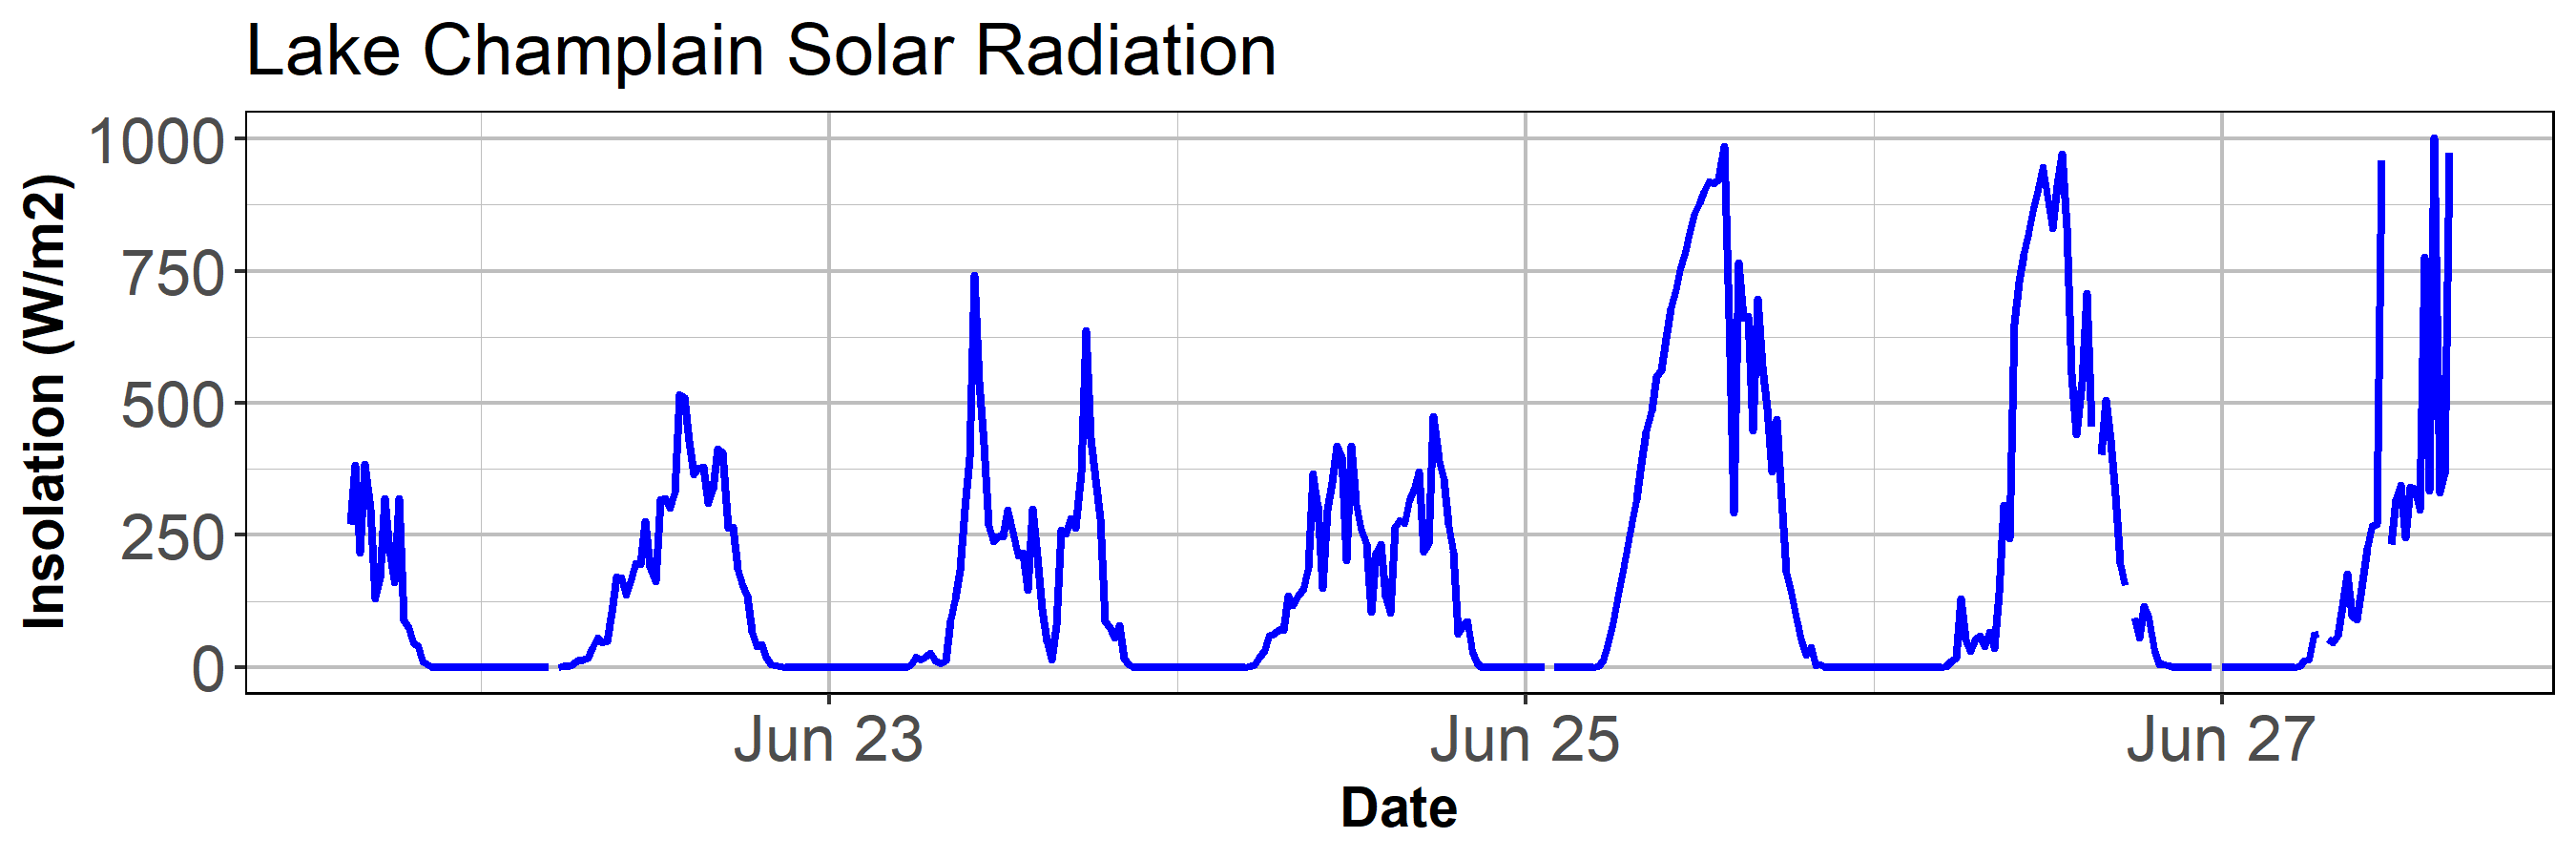 Lake Champlain Solar Radiation
1000
750
500
250
0
Insolation (W/m2)
Jun 23 Jun 25 Jun 27
Date